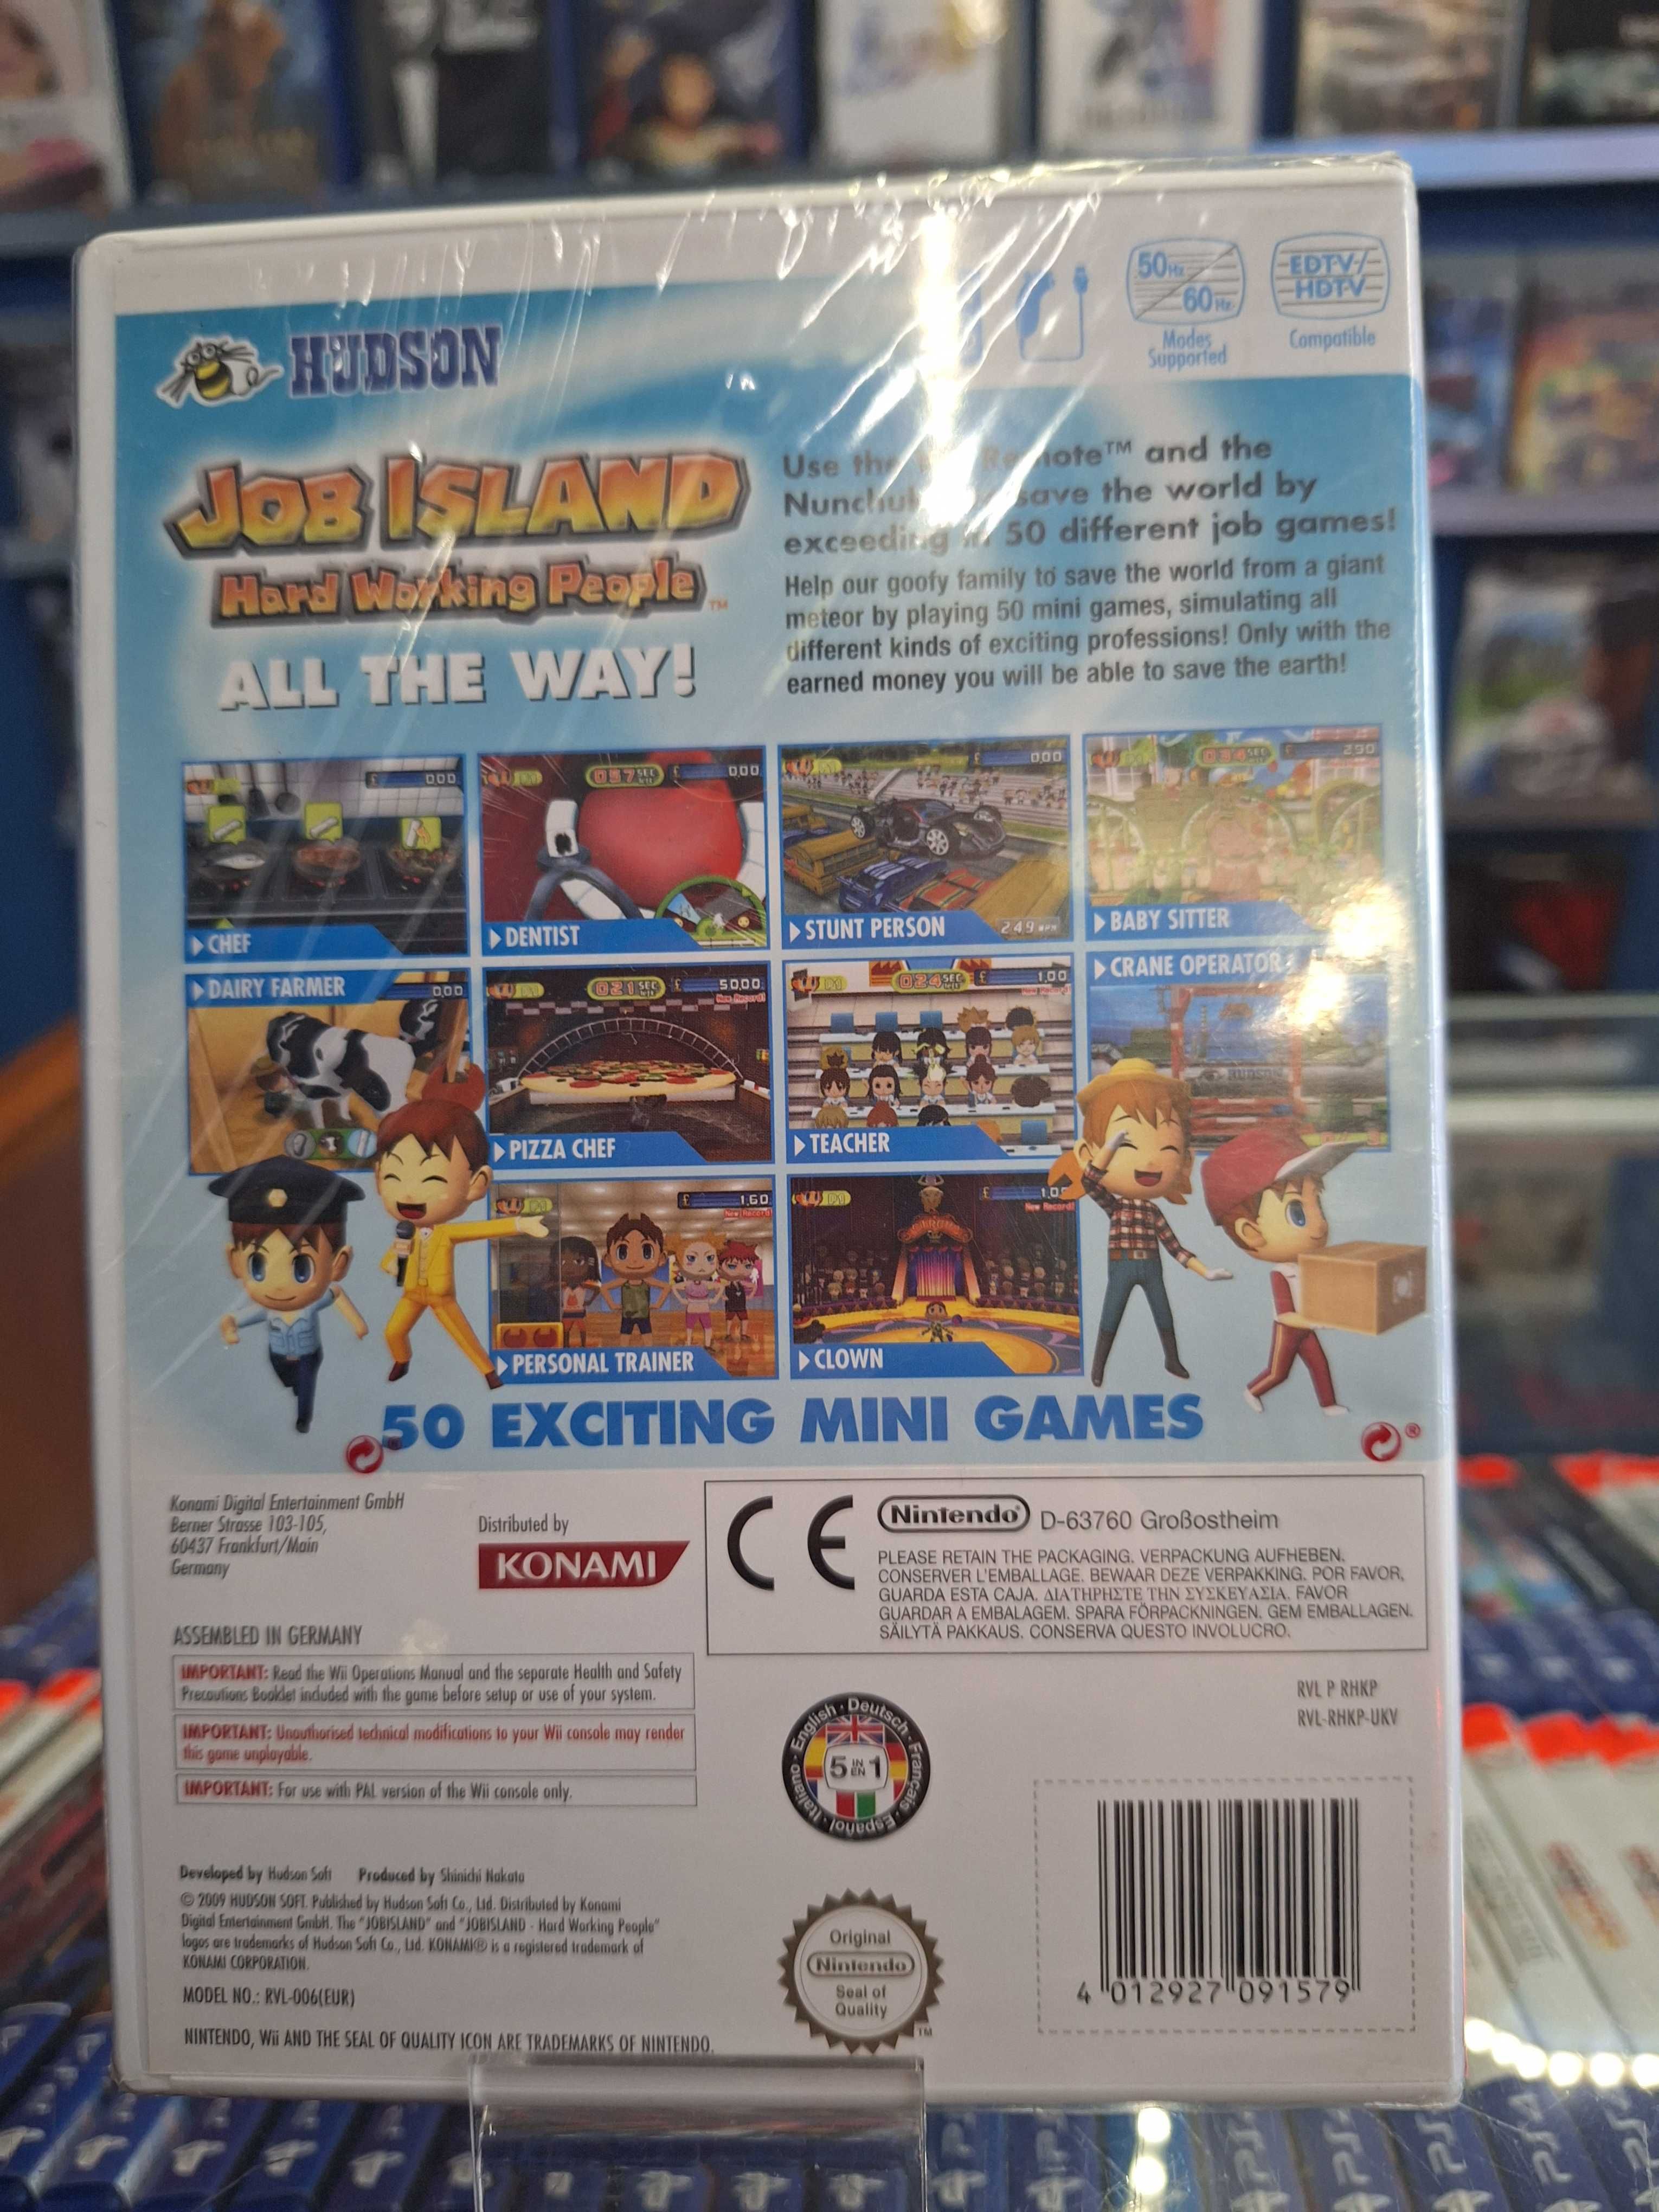 50Hz
60Hz
Modes
Supported
EDTV/
HDTV
Compatible
HUDSON
JOB ISLAND
Hard Working People™
ALL THE WAY!
Use the Remote™ and the
Nunchuk save the world by
exceeding in 50 different job games!
Help our goofy family to save the world from a giant
meteor by playing 50 mini games, simulating all
different kinds of exciting professions! Only with the
earned money you will be able to save the earth!
CHEF
DENTIST
STUNT PERSON
249 MPH
BABY SITTER
DAIRY FARMER
PIZZA CHEF
TEACHER
CRANE OPERATOR
PERSONAL TRAINER
CLOWN
50 EXCITING MINI GAMES
Konami Digital Entertainment GmbH
Berner Strasse 103-105,
60437 Frankfurt/Main
Germany
Distributed by
KONAMI
CE
Nintendo® D-63760 Großostheim
PLEASE RETAIN THE PACKAGING. VERPACKUNG AUFHEBEN.
CONSERVER L'EMBALLAGE. BEWAAR DEZE VERPAKKING. POR FAVOR,
GUARDA ESTA CAJA. ΔΙΑΤΗΡΗΣΤΕ ΤΗΝ ΣΥΣΚΕΥΑΣΙΑ. FAVOR
GUARDAR A EMBALAGEM. SPARA FÖRPACKNINGEN. GEM EMBALLAGEN.
SÄILYTÄ PAKKAUS. CONSERVA QUESTO INVOLUCRO.
ASSEMBLED IN GERMANY
IMPORTANT: Read the Wii Operations Manual and the separate Health and Safety
Precautions Booklet included with the game before setup or use of your system.
IMPORTANT: Unauthorised technical modifications to your Wii console may render
this game unplayable.
IMPORTANT: For use with PAL version of the Wii console only.
English · Deutsch · Français · Español · Italiano
5 IN EN 1
RVL P RHKP
RVL-RHKP-UKV
Developed by Hudson Soft Produced by Shinichi Nakata
© 2009 HUDSON SOFT. Published by Hudson Soft Co., Ltd. Distributed by Konami
Digital Entertainment GmbH. The "JOBISLAND" and "JOBISLAND - Hard Working People"
logos are trademarks of Hudson Soft Co., Ltd. KONAMI® is a registered trademark of
KONAMI CORPORATION.
MODEL NO.: RVL-006(EUR)
NINTENDO, Wii AND THE SEAL OF QUALITY ICON ARE TRADEMARKS OF NINTENDO.
Original
Nintendo
Seal of
Quality
™
4 012927 091579